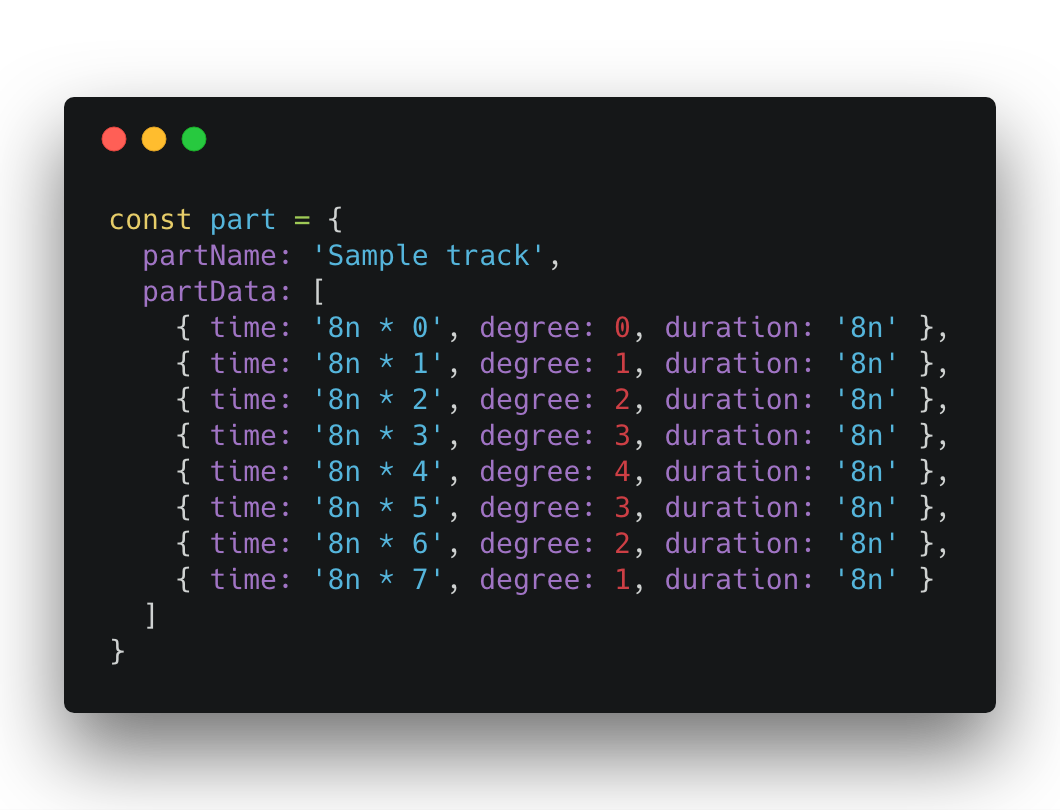 const part = {
  partName: 'Sample track',
  partData: [
    { time: '8n * 0', degree: 0, duration: '8n' },
    { time: '8n * 1', degree: 1, duration: '8n' },
    { time: '8n * 2', degree: 2, duration: '8n' },
    { time: '8n * 3', degree: 3, duration: '8n' },
    { time: '8n * 4', degree: 4, duration: '8n' },
    { time: '8n * 5', degree: 3, duration: '8n' },
    { time: '8n * 6', degree: 2, duration: '8n' },
    { time: '8n * 7', degree: 1, duration: '8n' }
  ]
}